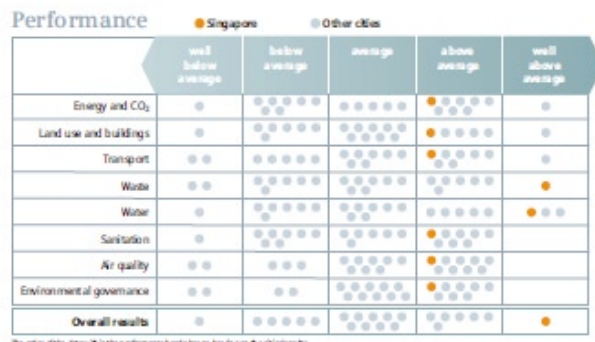 Performance
Singapore
Other cities
well below average
below average
average
above average
well above average
Energy and CO₂
Land use and buildings
Transport
Waste
Water
Sanitation
Air quality
Environmental governance
Overall results